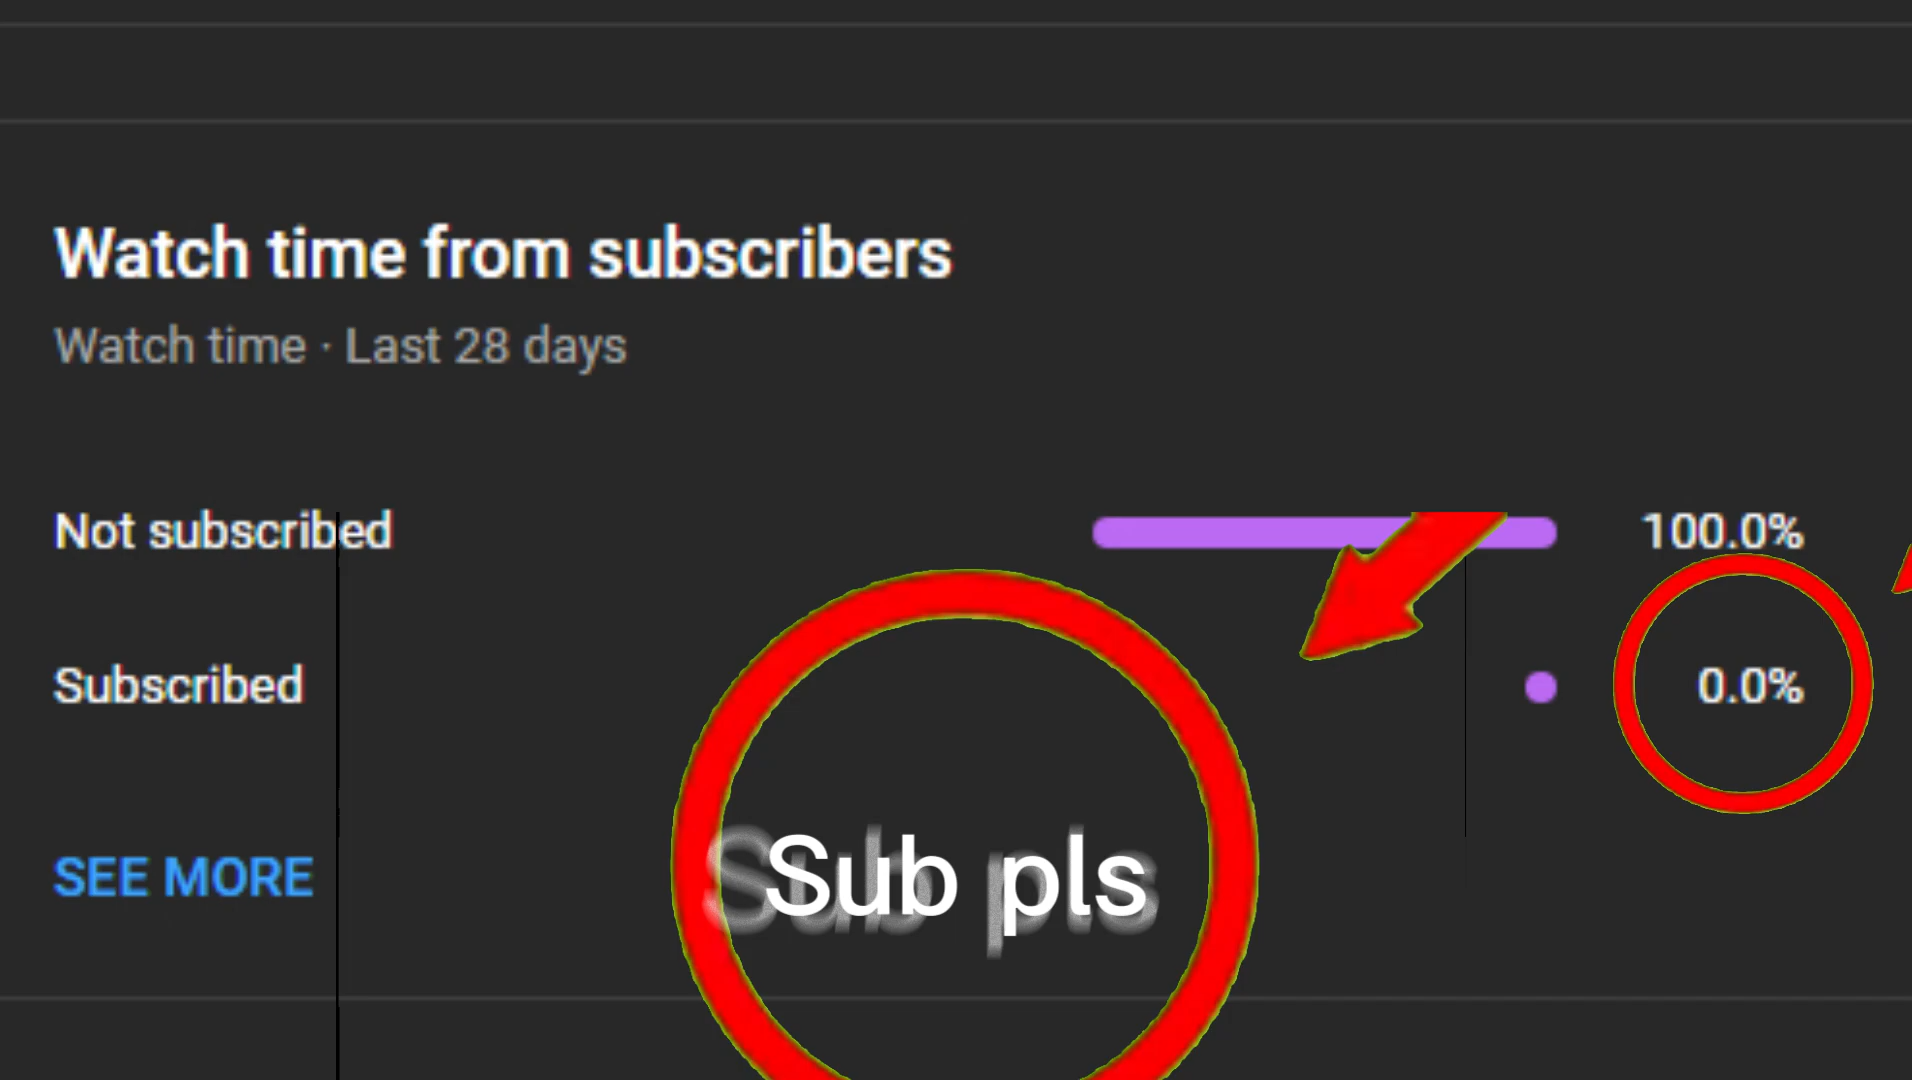 Watch time from subscribers
Watch time · Last 28 days
Not subscribed 100.0%
Subscribed 0.0%
SEE MORE
Sub pls